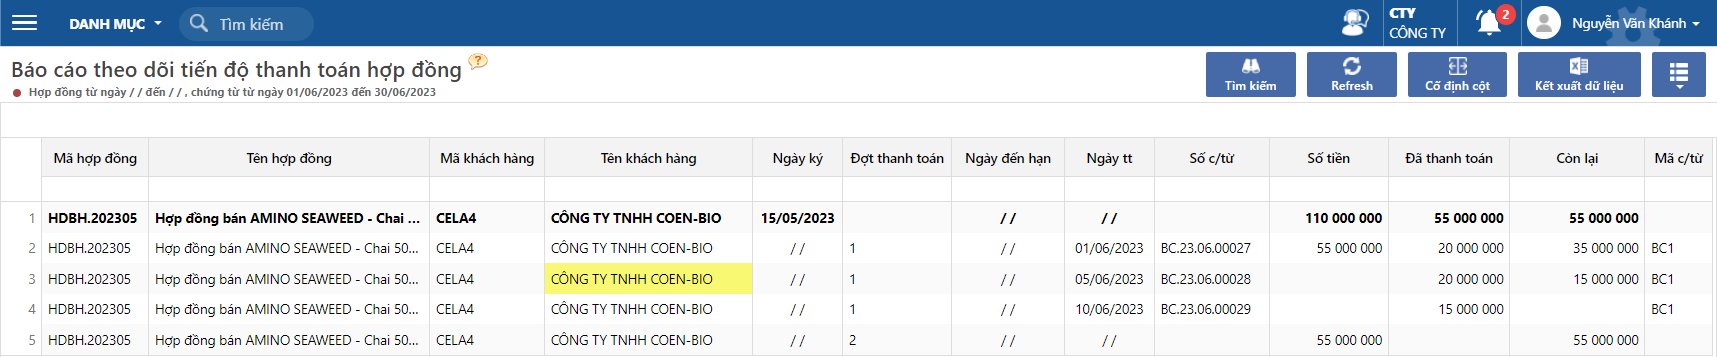 DANH MỤC Tìm kiếm CTY CÔNG TY 2 Nguyễn Văn Khánh
Báo cáo theo dõi tiến độ thanh toán hợp đồng ?
Hợp đồng từ ngày / / đến / / , chứng từ từ ngày 01/06/2023 đến 30/06/2023
Tìm kiếm Refresh Cố định cột Kết xuất dữ liệu
Mã hợp đồng Tên hợp đồng Mã khách hàng Tên khách hàng Ngày ký Đợt thanh toán Ngày đến hạn Ngày tt Số c/từ Số tiền Đã thanh toán Còn lại Mã c/từ
1 HDBH.202305 Hợp đồng bán AMINO SEAWEED - Chai ... CELA4 CÔNG TY TNHH COEN-BIO 15/05/2023 / / / / 110 000 000 55 000 000 55 000 000
2 HDBH.202305 Hợp đồng bán AMINO SEAWEED - Chai 50... CELA4 CÔNG TY TNHH COEN-BIO / / 1 / / 01/06/2023 BC.23.06.00027 55 000 000 20 000 000 35 000 000 BC1
3 HDBH.202305 Hợp đồng bán AMINO SEAWEED - Chai 50... CELA4 CÔNG TY TNHH COEN-BIO / / 1 / / 05/06/2023 BC.23.06.00028 20 000 000 15 000 000 BC1
4 HDBH.202305 Hợp đồng bán AMINO SEAWEED - Chai 50... CELA4 CÔNG TY TNHH COEN-BIO / / 1 / / 10/06/2023 BC.23.06.00029 15 000 000 BC1
5 HDBH.202305 Hợp đồng bán AMINO SEAWEED - Chai 50... CELA4 CÔNG TY TNHH COEN-BIO / / 2 / / / / 55 000 000 55 000 000